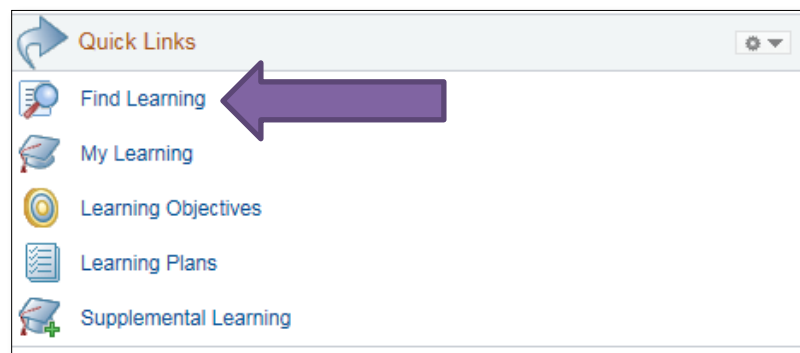 Quick Links
Find Learning
My Learning
Learning Objectives
Learning Plans
Supplemental Learning